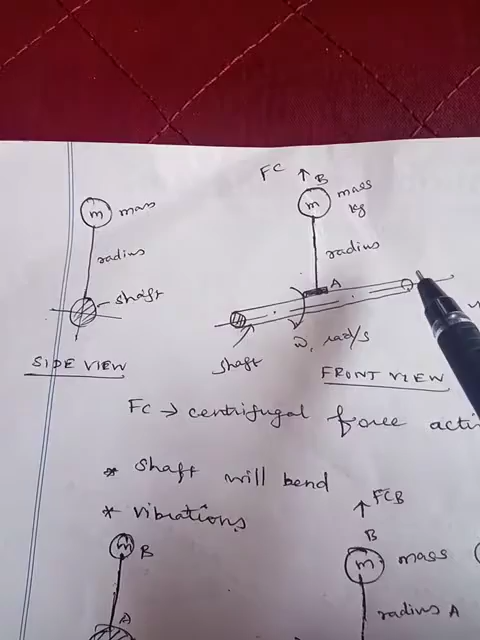 FC ↑ B
m mass
m mass
kg
radius
radius
A
shaft
shaft
ω, rad/s
SIDE VIEW
FRONT VIEW
FC → centrifugal force acti
* shaft will bend
* vibrations
↑ FCB
B
m B
m mass
A
radius A